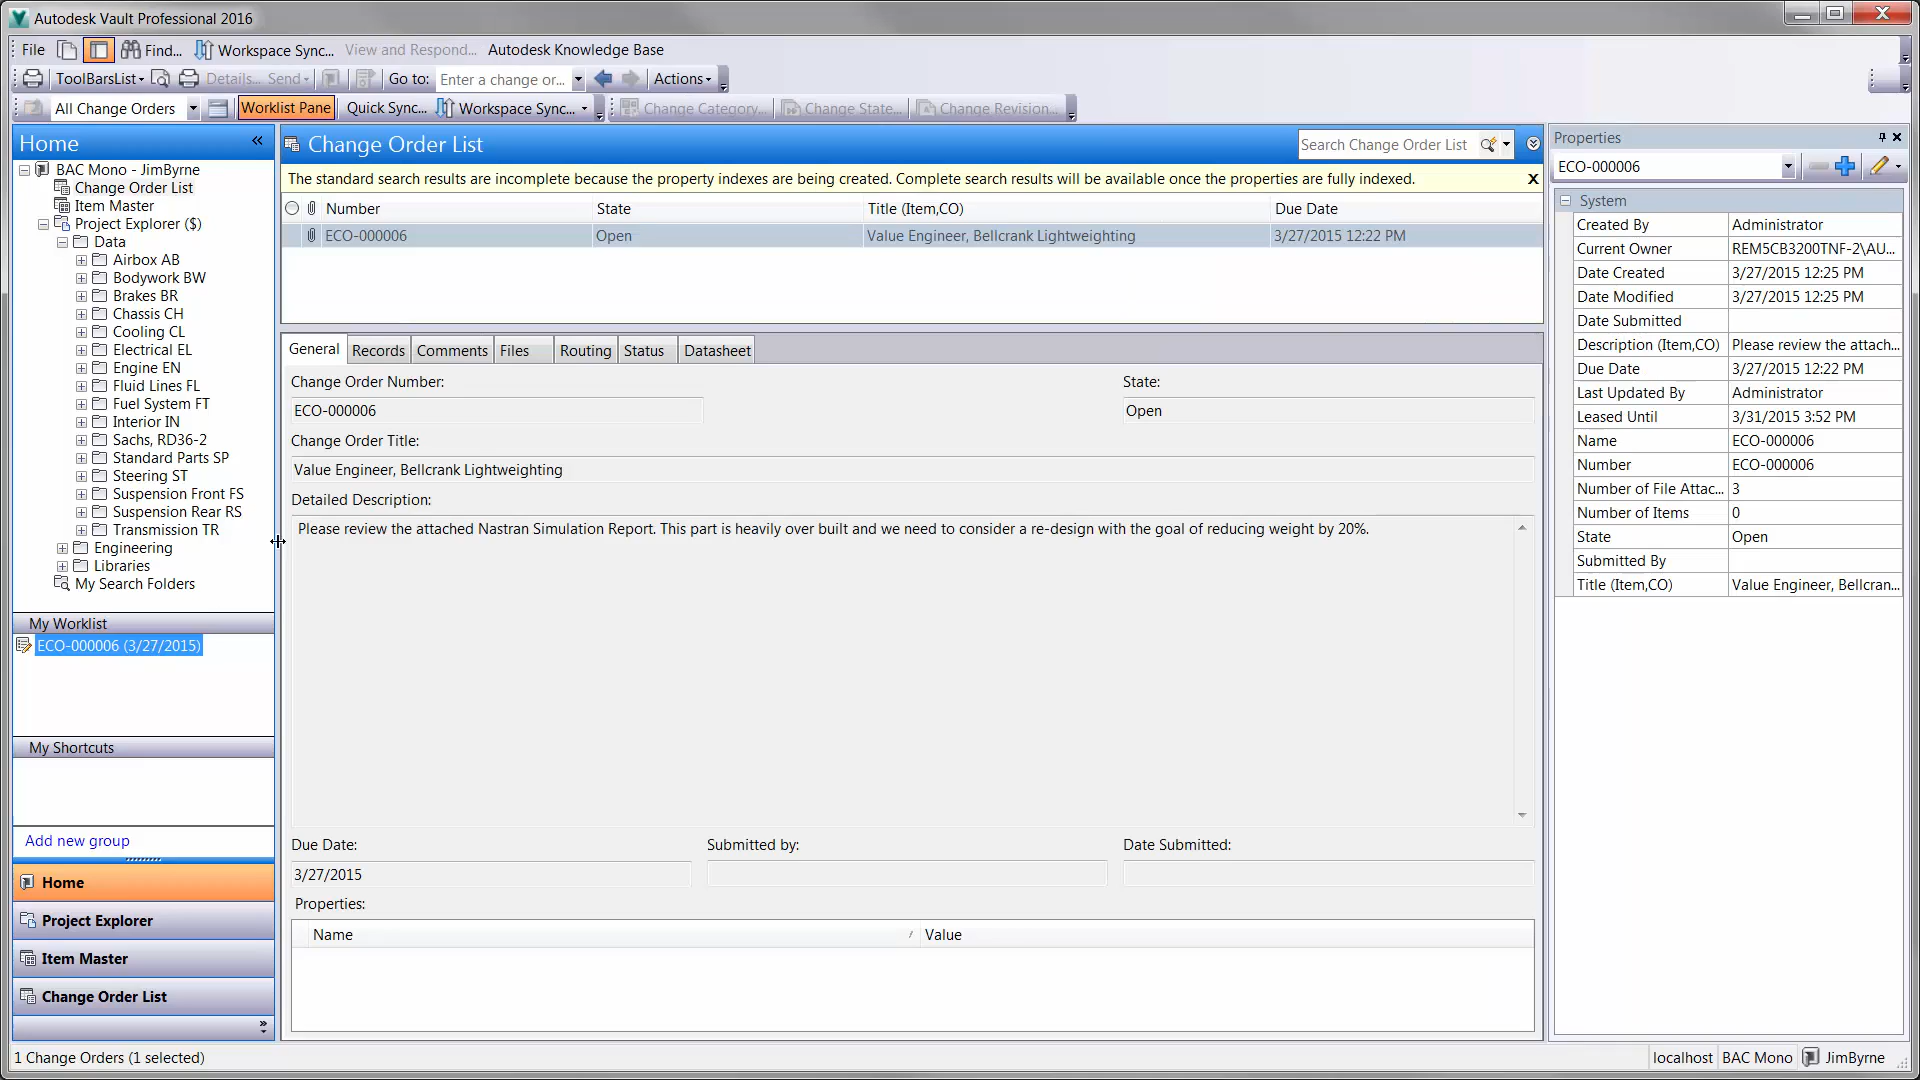 Autodesk Vault Professional 2016
File Find... Workspace Sync... View and Respond... Autodesk Knowledge Base
ToolBarsList Details... Send Go to: Enter a change or... Actions
All Change Orders Worklist Pane Quick Sync... Workspace Sync... Change Category... Change State... Change Revision...
Home «
BAC Mono - JimByrne
Change Order List
Item Master
Project Explorer ($)
Data
Airbox AB
Bodywork BW
Brakes BR
Chassis CH
Cooling CL
Electrical EL
Engine EN
Fluid Lines FL
Fuel System FT
Interior IN
Sachs, RD36-2
Standard Parts SP
Steering ST
Suspension Front FS
Suspension Rear RS
Transmission TR
Engineering
Libraries
My Search Folders
My Worklist
ECO-000006 (3/27/2015)
My Shortcuts
Add new group
Home
Project Explorer
Item Master
Change Order List
Change Order List Search Change Order List
The standard search results are incomplete because the property indexes are being created. Complete search results will be available once the properties are fully indexed. X
Number State Title (Item,CO) Due Date
ECO-000006 Open Value Engineer, Bellcrank Lightweighting 3/27/2015 12:22 PM
General Records Comments Files Routing Status Datasheet
Change Order Number: State:
ECO-000006 Open
Change Order Title:
Value Engineer, Bellcrank Lightweighting
Detailed Description:
Please review the attached Nastran Simulation Report. This part is heavily over built and we need to consider a re-design with the goal of reducing weight by 20%.
Due Date: Submitted by: Date Submitted:
3/27/2015
Properties:
Name Value
Properties
ECO-000006
System
Created By Administrator
Current Owner REM5CB3200TNF-2\AU...
Date Created 3/27/2015 12:25 PM
Date Modified 3/27/2015 12:25 PM
Date Submitted
Description (Item,CO) Please review the attach...
Due Date 3/27/2015 12:22 PM
Last Updated By Administrator
Leased Until 3/31/2015 3:52 PM
Name ECO-000006
Number ECO-000006
Number of File Attac... 3
Number of Items 0
State Open
Submitted By
Title (Item,CO) Value Engineer, Bellcran...
1 Change Orders (1 selected) localhost BAC Mono JimByrne